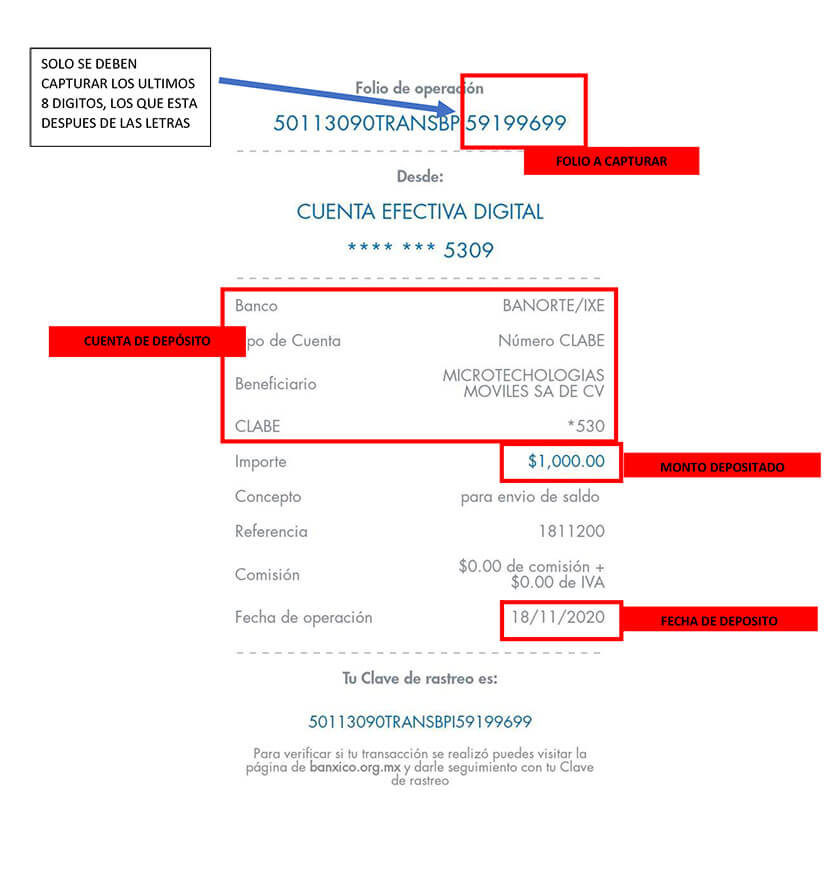 SOLO SE DEBEN
CAPTURAR LOS ULTIMOS
8 DIGITOS, LOS QUE ESTA
DESPUES DE LAS LETRAS
Folio de operación
50113090TRANSBPI59199699
FOLIO A CAPTURAR
Desde:
CUENTA EFECTIVA DIGITAL
**** *** 5309
Banco BANORTE/IXE
CUENTA DE DEPÓSITO
po de Cuenta Número CLABE
Beneficiario MICROTECHOLOGIAS
MOVILES SA DE CV
CLABE *530
Importe $1,000.00
MONTO DEPOSITADO
Concepto para envio de saldo
Referencia 1811200
Comisión $0.00 de comisión +
$0.00 de IVA
Fecha de operación 18/11/2020
FECHA DE DEPOSITO
Tu Clave de rastreo es:
50113090TRANSBPI59199699
Para verificar si tu transacción se realizó puedes visitar la
página de banxico.org.mx y darle seguimiento con tu Clave
de rastreo